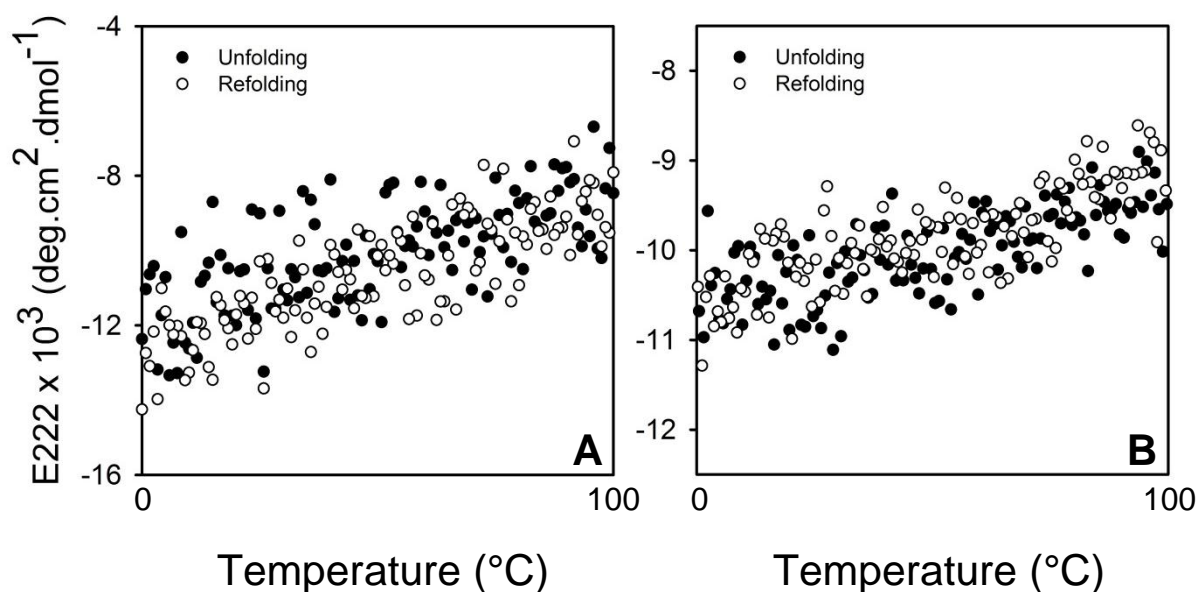 E222 x 10³ (deg.cm².dmol⁻¹)
-4
-8
-12
-16
Unfolding
Refolding
A
0
100
Temperature (°C)
-8
-9
-10
-11
-12
Unfolding
Refolding
B
0
100
Temperature (°C)